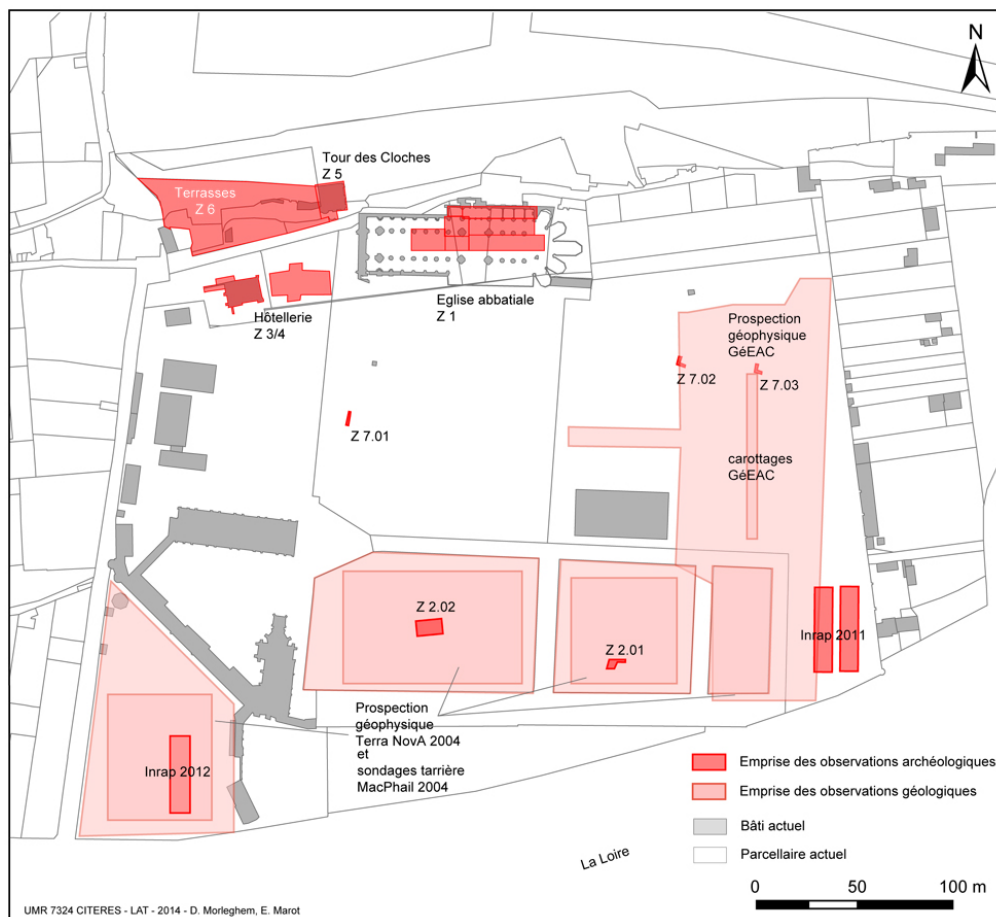 N
Tour des Cloches
Z 5
Terrasses
Z 6
Eglise abbatiale
Z 1
Hôtellerie
Z 3/4
Prospection
géophysique
GéEAC
Z 7.02
Z 7.03
Z 7.01
carottages
GéEAC
Z 2.02
Z 2.01
Inrap 2011
Prospection
géophysique
Terra NovA 2004
et
sondages tarrière
MacPhail 2004
Inrap 2012
Emprise des observations archéologiques
Emprise des observations géologiques
Bâti actuel
Parcellaire actuel
La Loire
0 50 100 m
UMR 7324 CITERES - LAT - 2014 - D. Morleghem, E. Marot